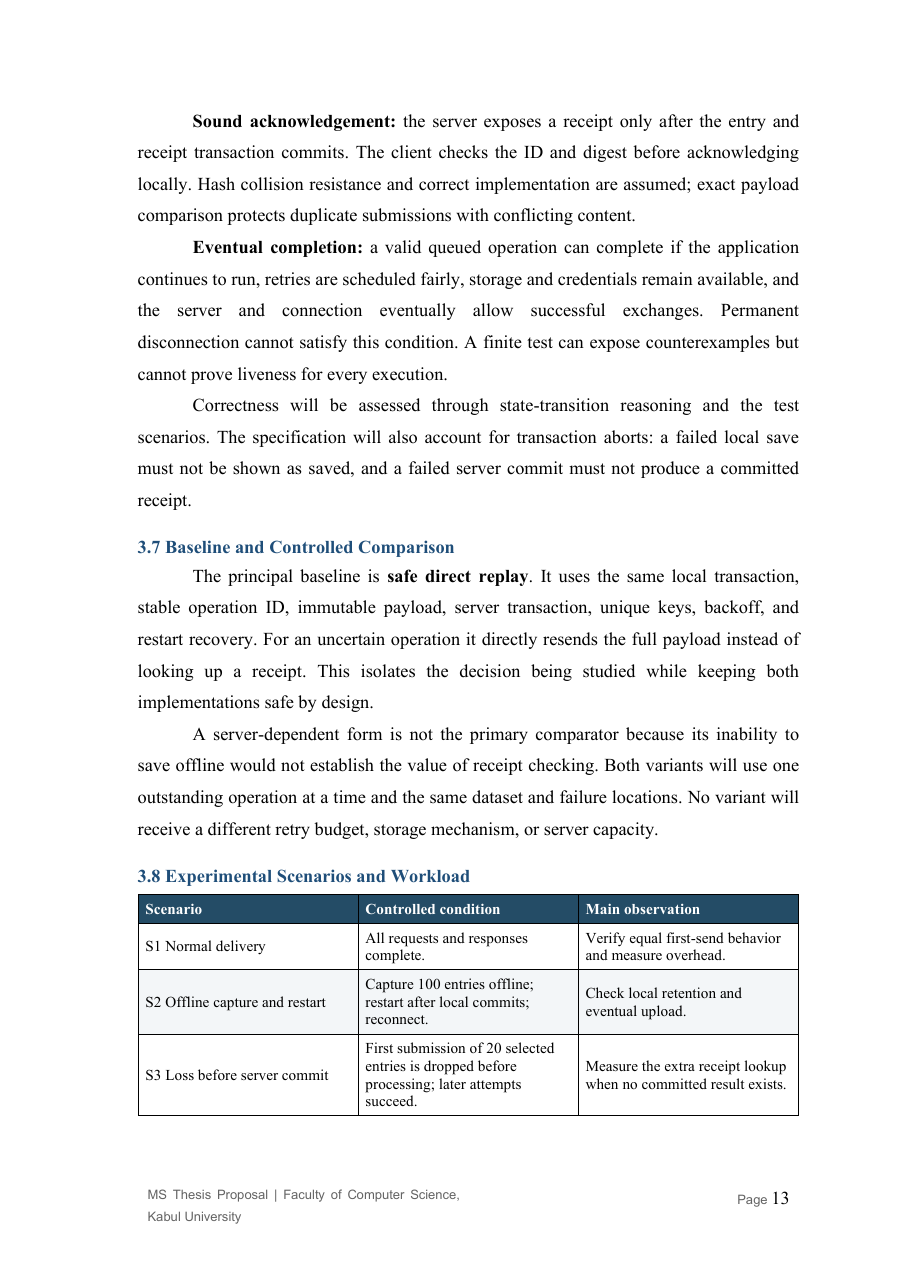 Sound acknowledgement: the server exposes a receipt only after the entry and
receipt transaction commits. The client checks the ID and digest before acknowledging
locally. Hash collision resistance and correct implementation are assumed; exact payload
comparison protects duplicate submissions with conflicting content.
Eventual completion: a valid queued operation can complete if the application
continues to run, retries are scheduled fairly, storage and credentials remain available, and
the server and connection eventually allow successful exchanges. Permanent
disconnection cannot satisfy this condition. A finite test can expose counterexamples but
cannot prove liveness for every execution.
Correctness will be assessed through state-transition reasoning and the test
scenarios. The specification will also account for transaction aborts: a failed local save
must not be shown as saved, and a failed server commit must not produce a committed
receipt.
3.7 Baseline and Controlled Comparison
The principal baseline is safe direct replay. It uses the same local transaction,
stable operation ID, immutable payload, server transaction, unique keys, backoff, and
restart recovery. For an uncertain operation it directly resends the full payload instead of
looking up a receipt. This isolates the decision being studied while keeping both
implementations safe by design.
A server-dependent form is not the primary comparator because its inability to
save offline would not establish the value of receipt checking. Both variants will use one
outstanding operation at a time and the same dataset and failure locations. No variant will
receive a different retry budget, storage mechanism, or server capacity.
3.8 Experimental Scenarios and Workload
Scenario
Controlled condition
Main observation
S1 Normal delivery
All requests and responses
complete.
Verify equal first-send behavior
and measure overhead.
S2 Offline capture and restart
Capture 100 entries offline;
restart after local commits;
reconnect.
Check local retention and
eventual upload.
S3 Loss before server commit
First submission of 20 selected
entries is dropped before
processing; later attempts
succeed.
Measure the extra receipt lookup
when no committed result exists.
MS Thesis Proposal | Faculty of Computer Science,
Kabul University
Page 13